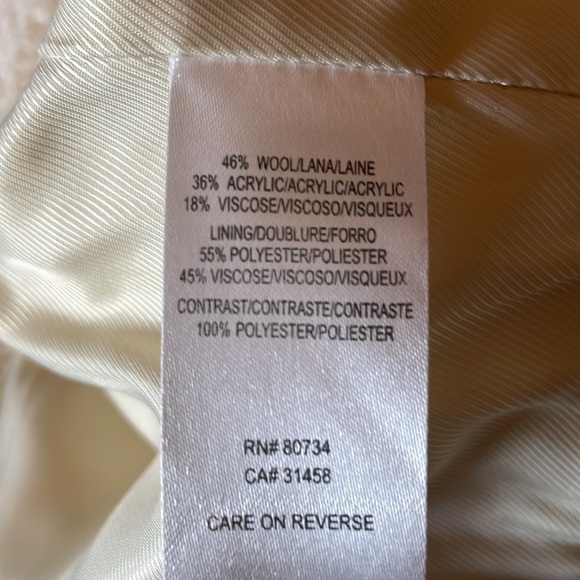 46% WOOL/LANA/LAINE
36% ACRYLIC/ACRYLIC/ACRYLIC
18% VISCOSE/VISCOSO/VISQUEUX
LINING/DOUBLURE/FORRO
55% POLYESTER/POLIESTER
45% VISCOSE/VISCOSO/VISQUEUX
CONTRAST/CONTRASTE/CONTRASTE
100% POLYESTER/POLIESTER
RN# 80734
CA# 31458
CARE ON REVERSE